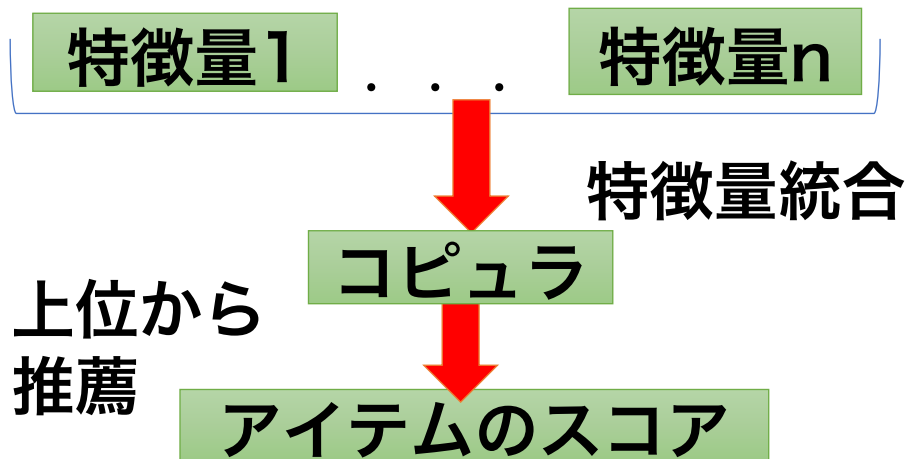 特徴量1 . . . 特徴量n
特徴量統合
コピュラ
上位から
推薦
アイテムのスコア